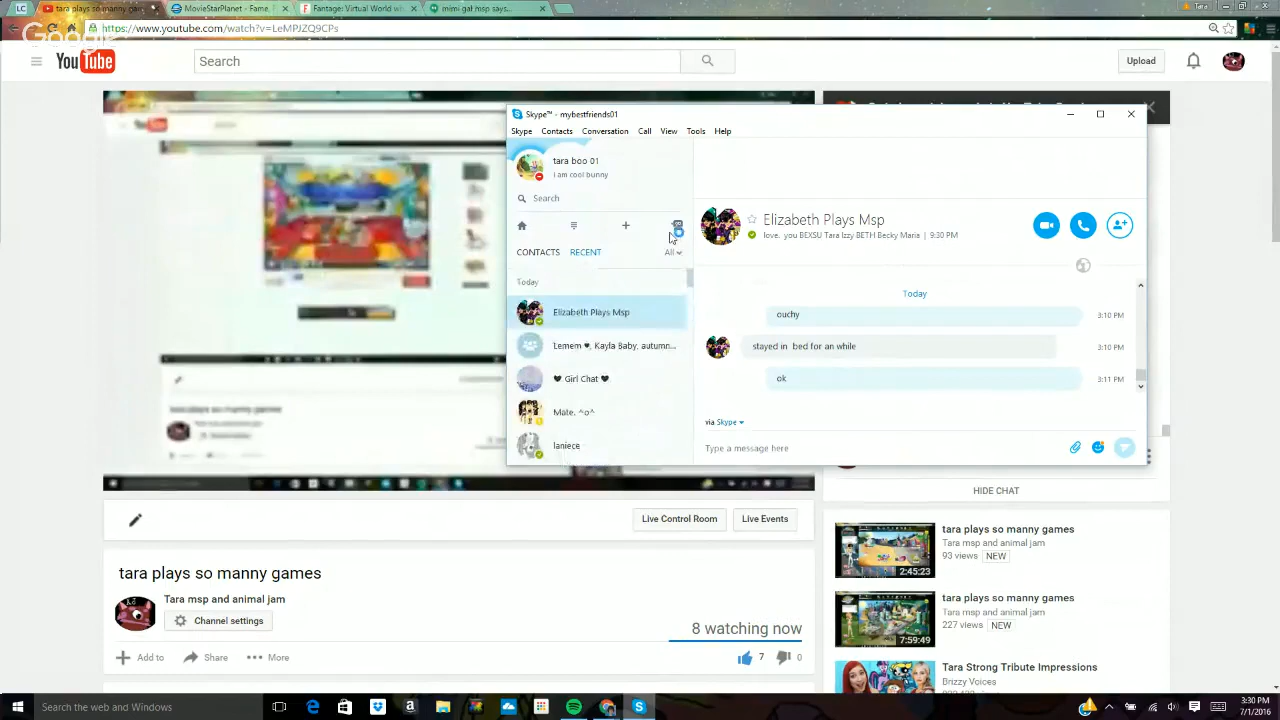 LC
tara plays so manny gam
MovieStarPlanet - Fame, F
Fantage: Virtual World wh
mimi gal msp says...
Tara
https://www.youtube.com/watch?v=LeMPJZQ9CPs
YouTube
Search
Upload
Skype™ - mybestfriends01
Skype Contacts Conversation Call View Tools Help
tara boo 01
I am cool bunny
Search
CONTACTS RECENT
All
Today
Elizabeth Plays Msp
Lemem ♥, Kayla Baby, autumn...
♥ Girl Chat ♥
Mate. ^o^
laniece
Elizabeth Plays Msp
love. you BEXSU Tara Izzy BETH Becky Maria | 9:30 PM
Today
ouchy 3:10 PM
stayed in bed for an while 3:10 PM
ok 3:11 PM
via Skype
Type a message here
HIDE CHAT
Live Control Room
Live Events
tara plays so manny games
Tara msp and animal jam
Channel settings
8 watching now
Add to
Share
More
7
0
tara plays so manny games
Tara msp and animal jam
93 views NEW
2:45:23
tara plays so manny games
Tara msp and animal jam
227 views NEW
7:59:49
Tara Strong Tribute Impressions
Brizzy Voices
Search the web and Windows
3:30 PM
7/1/2016